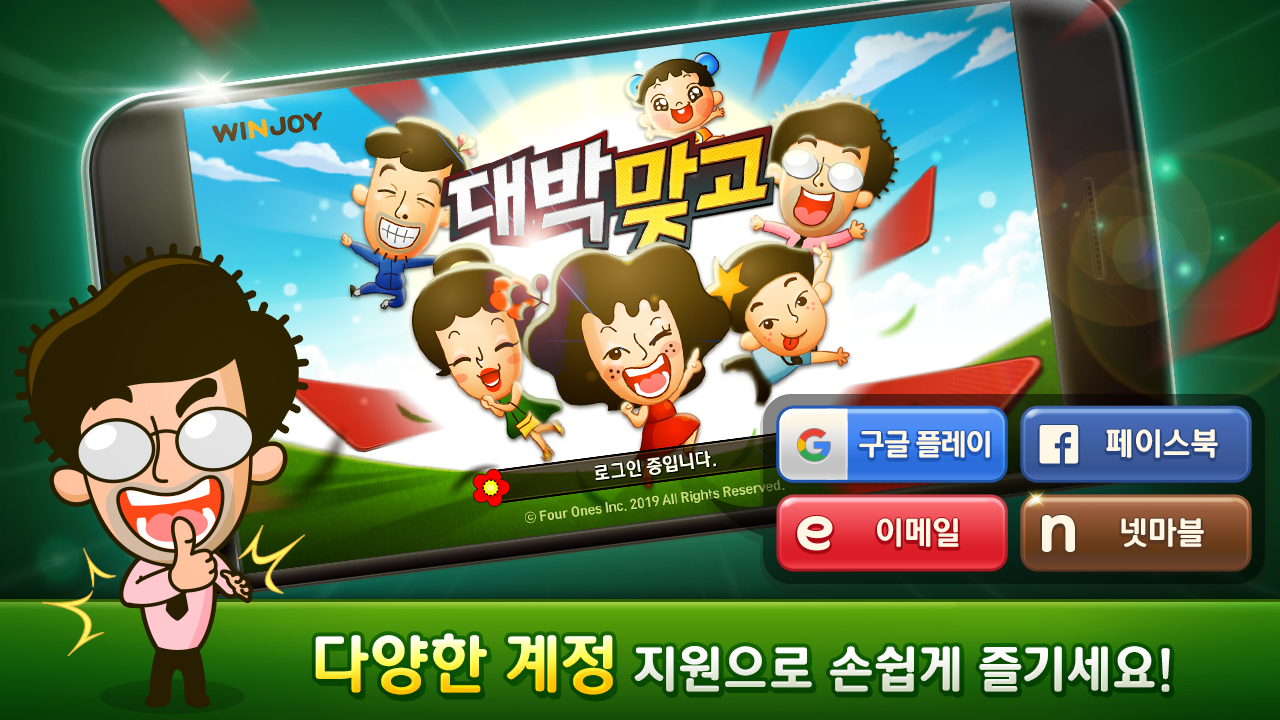 WINJOY
대박맞고
로그인 중입니다.
© Four Ones Inc. 2019 All Rights Reserved.
구글 플레이
페이스북
이메일
넷마블
다양한 계정 지원으로 손쉽게 즐기세요!